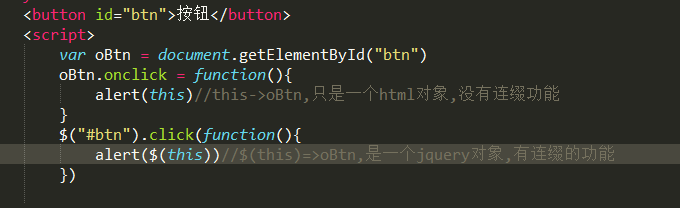 <button id="btn">按钮</button>
<script>
var oBtn = document.getElementById("btn")
oBtn.onclick = function(){
alert(this)//this->oBtn,只是一个html对象,没有连缀功能
}
$("#btn").click(function(){
alert($(this))//$(this)=>oBtn,是一个jquery对象,有连缀的功能
})